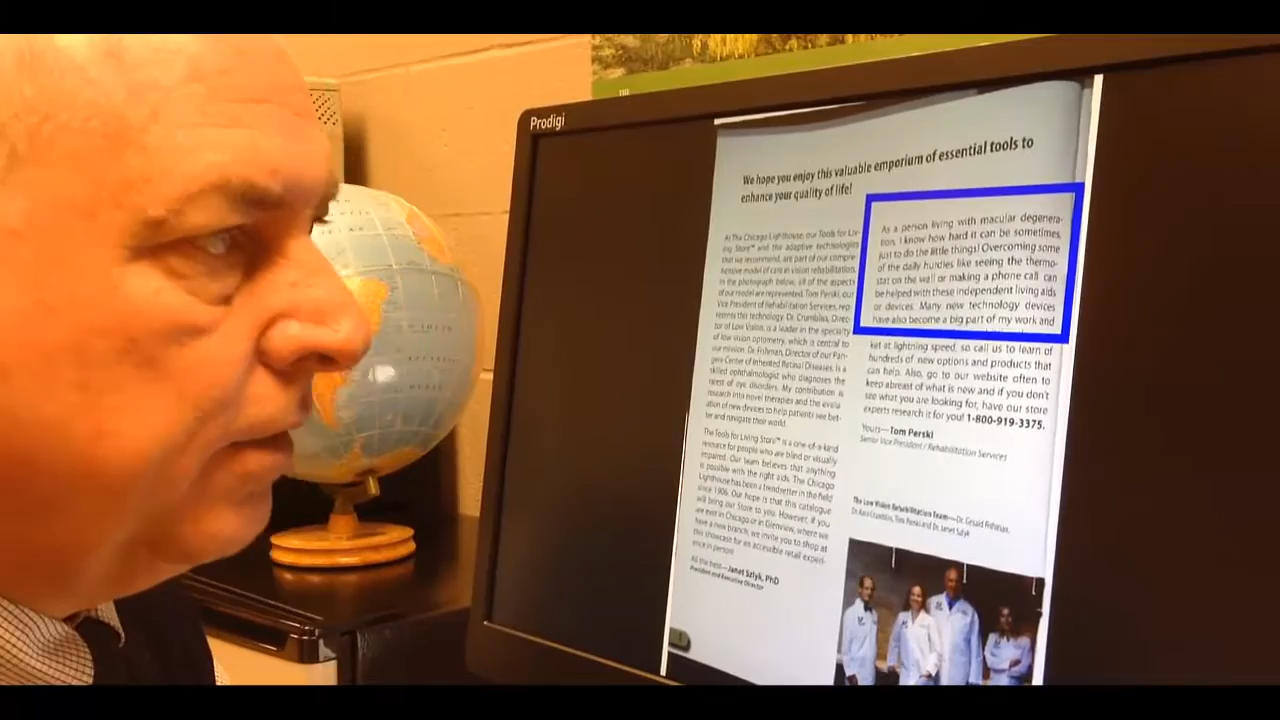 Prodigi
We hope you enjoy this valuable emporium of essential tools to
enhance your quality of life!
At The Chicago Lighthouse, our Tools for Liv-
ing Store™ and the adaptive technologies
that we recommend, are part of our compre-
hensive model of care in vision rehabilitation.
In the photograph below, all of the aspects
of our model are represented. Tom Perski, our
Vice President of Rehabilitation Services, rep-
resents this technology. Dr. Crumbliss, Direc-
tor of Low Vision, is a leader in the specialty
of low vision optometry, which is central to
our mission. Dr. Fishman, Director of our Pan-
gere Center of Inherited Retinal Diseases, is a
skilled ophthalmologist who diagnoses the
rarest of eye disorders. My contribution is
research into novel therapies and the evalu-
ation of new devices to help patients see bet-
ter and navigate their world.
The Tools for Living Store™ is a one-of-a-kind
resource for people who are blind or visually
impaired. Our team believes that anything
is possible with the right aids. The Chicago
Lighthouse has been a trendsetter in the field
since 1906. Our hope is that this catalogue
will bring our Store to you. However, if you
are ever in Chicago or in Glenview, where we
have a new branch, we invite you to shop at
this showcase for an accessible retail experi-
ence in person!
All the best—Janet Szlyk, PhD
President and Executive Director
As a person living with macular degenera-
tion, I know how hard it can be sometimes,
just to do the little things! Overcoming some
of the daily hurdles like seeing the thermo-
stat on the wall or making a phone call can
be helped with these independent living aids
or devices. Many new technology devices
have also become a big part of my work and
ket at lightning speed, so call us to learn of
hundreds of new options and products that
can help. Also, go to our website often to
keep abreast of what is new and if you don't
see what you are looking for, have our store
experts research it for you! 1-800-919-3375.
Yours—Tom Perski
Senior Vice President / Rehabilitation Services
The Low Vision Rehabilitation Team—Dr. Gerald Fishman,
Dr. Kara Crumbliss, Tom Perski and Dr. Janet Szlyk